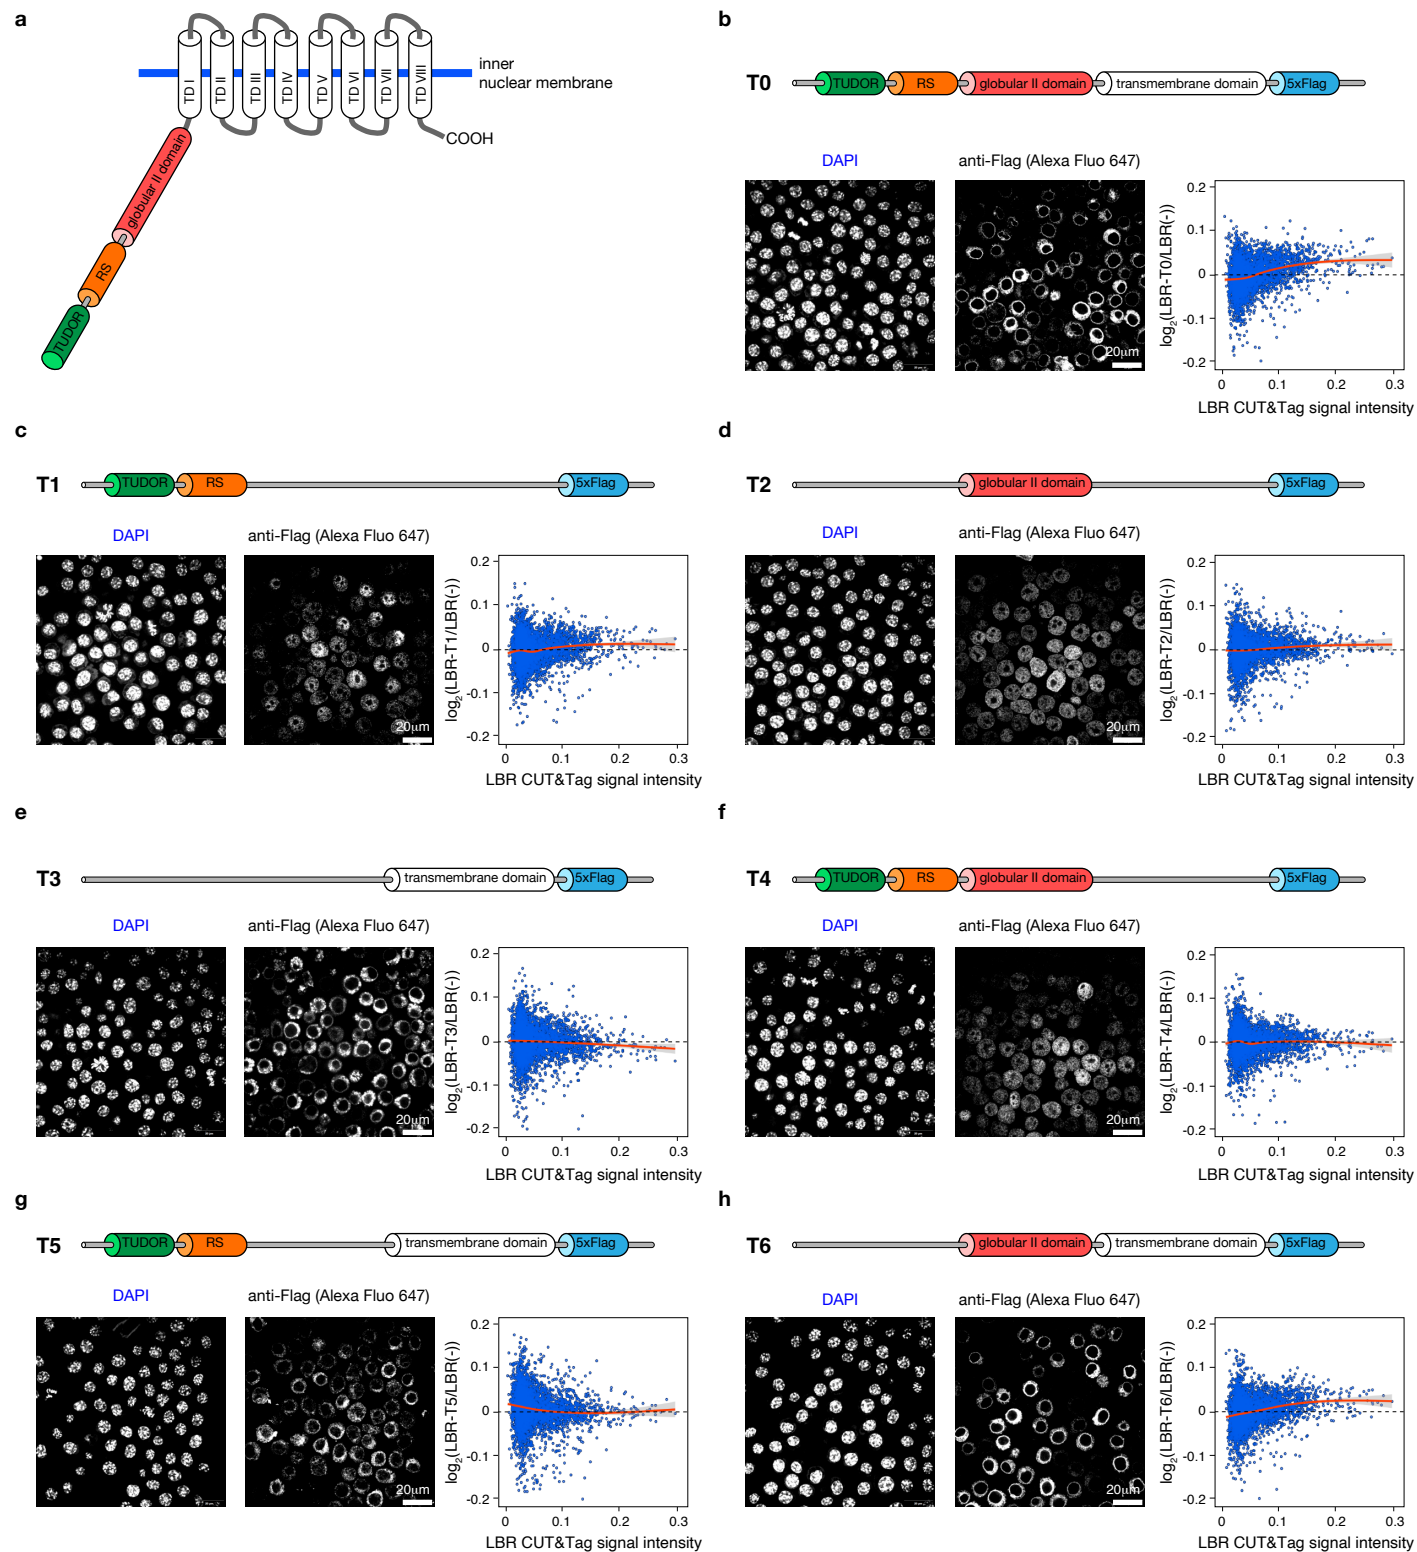 a
TD I
TD II
TD III
TD IV
TD V
TD VI
TD VII
TD VIII
inner
nuclear membrane
COOH
globular II domain
RS
TUDOR
b
T0
TUDOR
RS
globular II domain
transmembrane domain
5xFlag
DAPI
anti-Flag (Alexa Fluo 647)
20μm
log2(LBR-T0/LBR(-))
0.2
0.1
0
-0.1
-0.2
0 0.1 0.2 0.3
LBR CUT&Tag signal intensity
c
T1
TUDOR
RS
5xFlag
DAPI
anti-Flag (Alexa Fluo 647)
20μm
log2(LBR-T1/LBR(-))
0.2
0.1
0
-0.1
-0.2
0 0.1 0.2 0.3
LBR CUT&Tag signal intensity
d
T2
globular II domain
5xFlag
DAPI
anti-Flag (Alexa Fluo 647)
20μm
log2(LBR-T2/LBR(-))
0.2
0.1
0
-0.1
-0.2
0 0.1 0.2 0.3
LBR CUT&Tag signal intensity
e
T3
transmembrane domain
5xFlag
DAPI
anti-Flag (Alexa Fluo 647)
20μm
log2(LBR-T3/LBR(-))
0.2
0.1
0
-0.1
-0.2
0 0.1 0.2 0.3
LBR CUT&Tag signal intensity
f
T4
TUDOR
RS
globular II domain
5xFlag
DAPI
anti-Flag (Alexa Fluo 647)
20μm
log2(LBR-T4/LBR(-))
0.2
0.1
0
-0.1
-0.2
0 0.1 0.2 0.3
LBR CUT&Tag signal intensity
g
T5
TUDOR
RS
transmembrane domain
5xFlag
DAPI
anti-Flag (Alexa Fluo 647)
20μm
log2(LBR-T5/LBR(-))
0.2
0.1
0
-0.1
-0.2
0 0.1 0.2 0.3
LBR CUT&Tag signal intensity
h
T6
globular II domain
transmembrane domain
5xFlag
DAPI
anti-Flag (Alexa Fluo 647)
20μm
log2(LBR-T6/LBR(-))
0.2
0.1
0
-0.1
-0.2
0 0.1 0.2 0.3
LBR CUT&Tag signal intensity